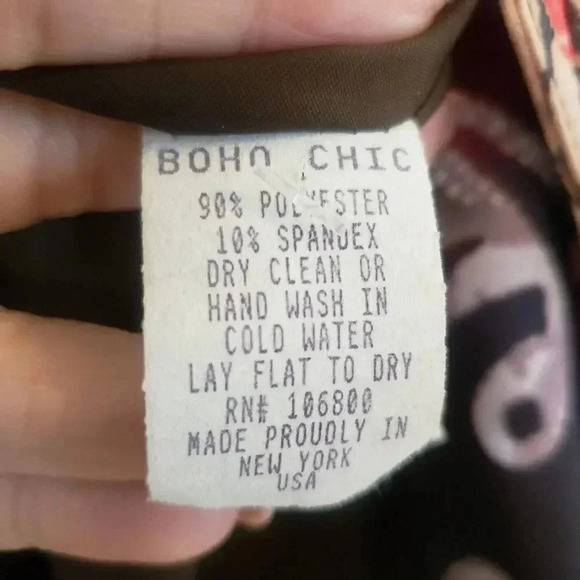 BOHO CHIC
90% POLYESTER
10% SPANDEX
DRY CLEAN OR
HAND WASH IN
COLD WATER
LAY FLAT TO DRY
RN# 106800
MADE PROUDLY IN
NEW YORK
USA